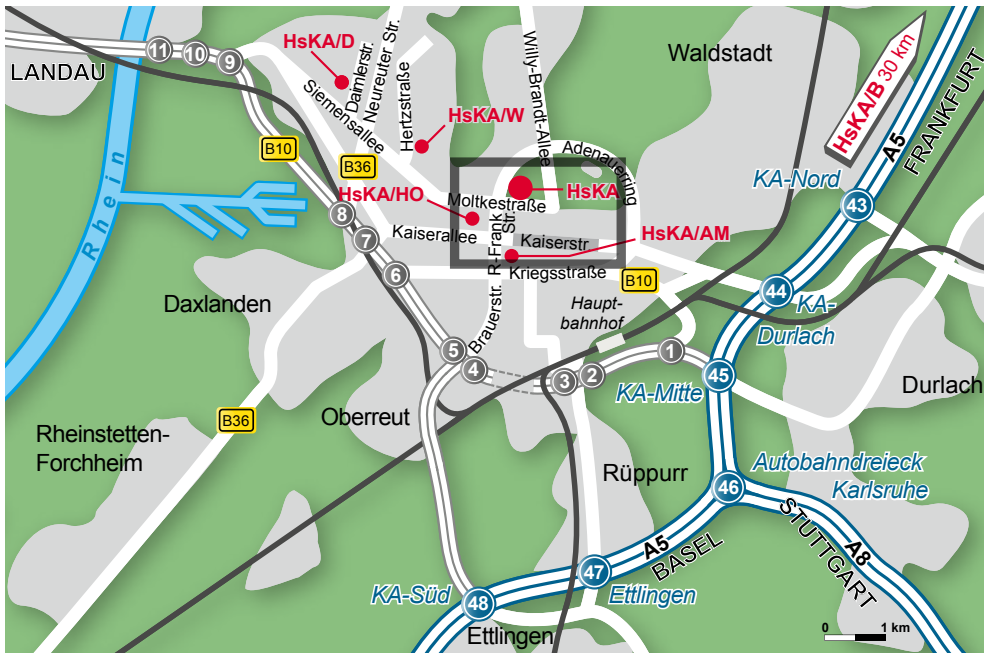 HsKA/D
Daimlerstr.
Neureuter Str.
Willy-Brandt-Allee
Waldstadt
HsKA/B 30 km
A5
FRANKFURT
11
10
9
LANDAU
Siemensallee
Hertzstraße
HsKA/W
B10
B36
Adenauerring
Rhein
HsKA/HO
Moltkestraße
HsKA
KA-Nord
43
8
7
Kaiserallee
R-Frank
Str.
Kaiserstr
HsKA/AM
6
Kriegsstraße
B10
44
KA-
Durlach
Daxlanden
Brauerstr.
Haupt-
bahnhof
5
4
3
2
1
45
KA-Mitte
Durlach
B36
Oberreut
Rheinstetten-
Forchheim
Rüppurr
46
Autobahndreieck
Karlsruhe
A5
BASEL
STUTTGART
A8
47
Ettlingen
KA-Süd
48
Ettlingen
0
1 km